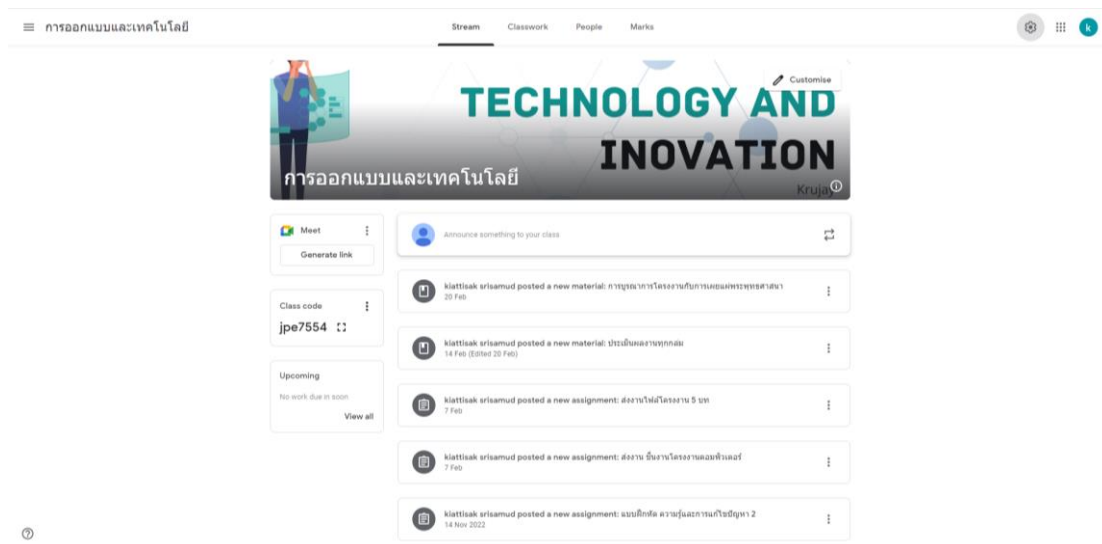 การออกแบบและเทคโนโลยี
Stream Classwork People Marks
k
Customise
TECHNOLOGY AND
INOVATION
การออกแบบและเทคโนโลยี
Krujay
Meet
Generate link
Class code
jpe7554
Upcoming
No work due in soon
View all
Announce something to your class
kiattisak srisamud posted a new material: การบูรณาการโครงงานกับการเผยแผ่พระพุทธศาสนา
20 Feb
kiattisak srisamud posted a new material: ประเมินผลงานทุกกลุ่ม
14 Feb (Edited 20 Feb)
kiattisak srisamud posted a new assignment: ส่งงานไฟล์โครงงาน 5 บท
7 Feb
kiattisak srisamud posted a new assignment: ส่งงาน ชิ้นงานโครงงานคอมพิวเตอร์
7 Feb
kiattisak srisamud posted a new assignment: แบบฝึกหัด ความรู้และการแก้ไขปัญหา 2
14 Nov 2022